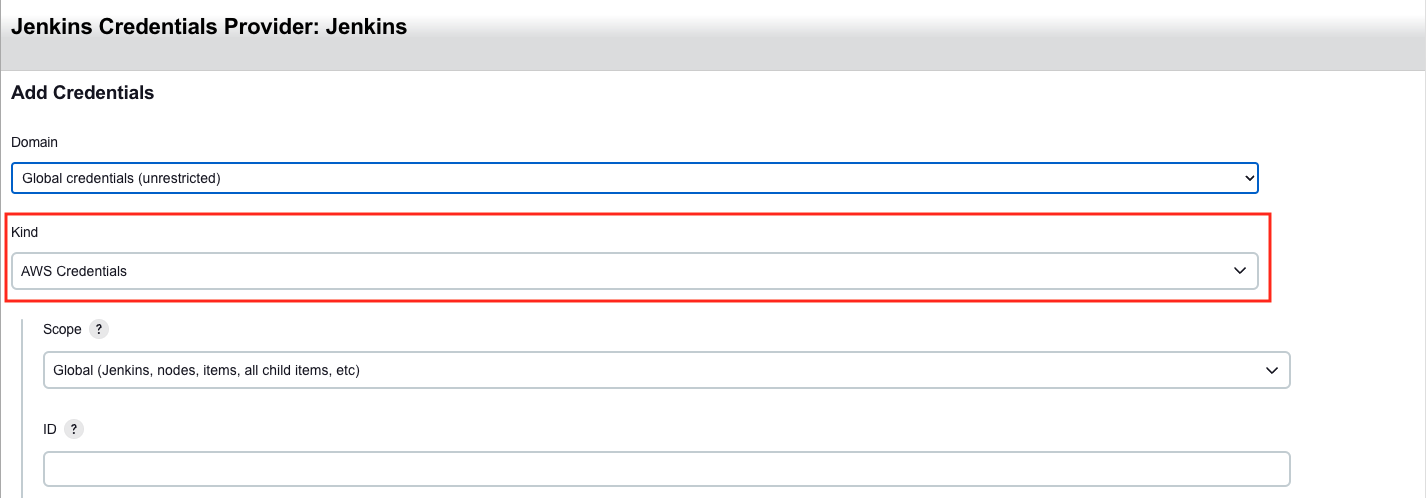 Jenkins Credentials Provider: Jenkins
Add Credentials
Domain
Global credentials (unrestricted)
Kind
AWS Credentials
Scope ?
Global (Jenkins, nodes, items, all child items, etc)
ID ?